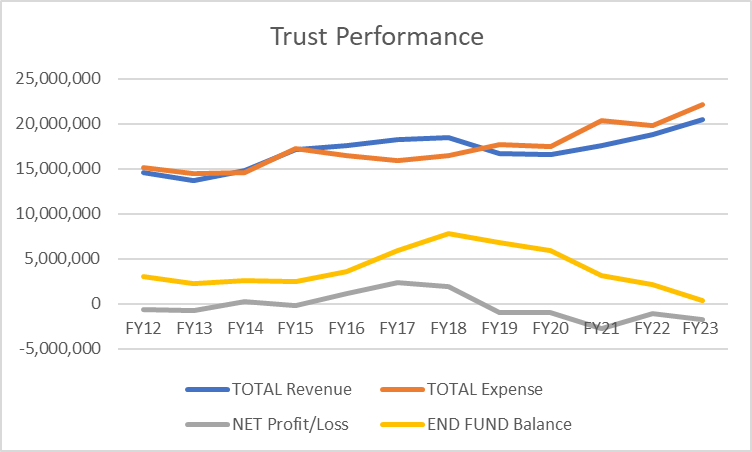 Trust Performance
25,000,000
20,000,000
15,000,000
10,000,000
5,000,000
0
FY12 FY13 FY14 FY15 FY16 FY17 FY18 FY19 FY20 FY21 FY22 FY23
-5,000,000
TOTAL Revenue TOTAL Expense
NET Profit/Loss END FUND Balance